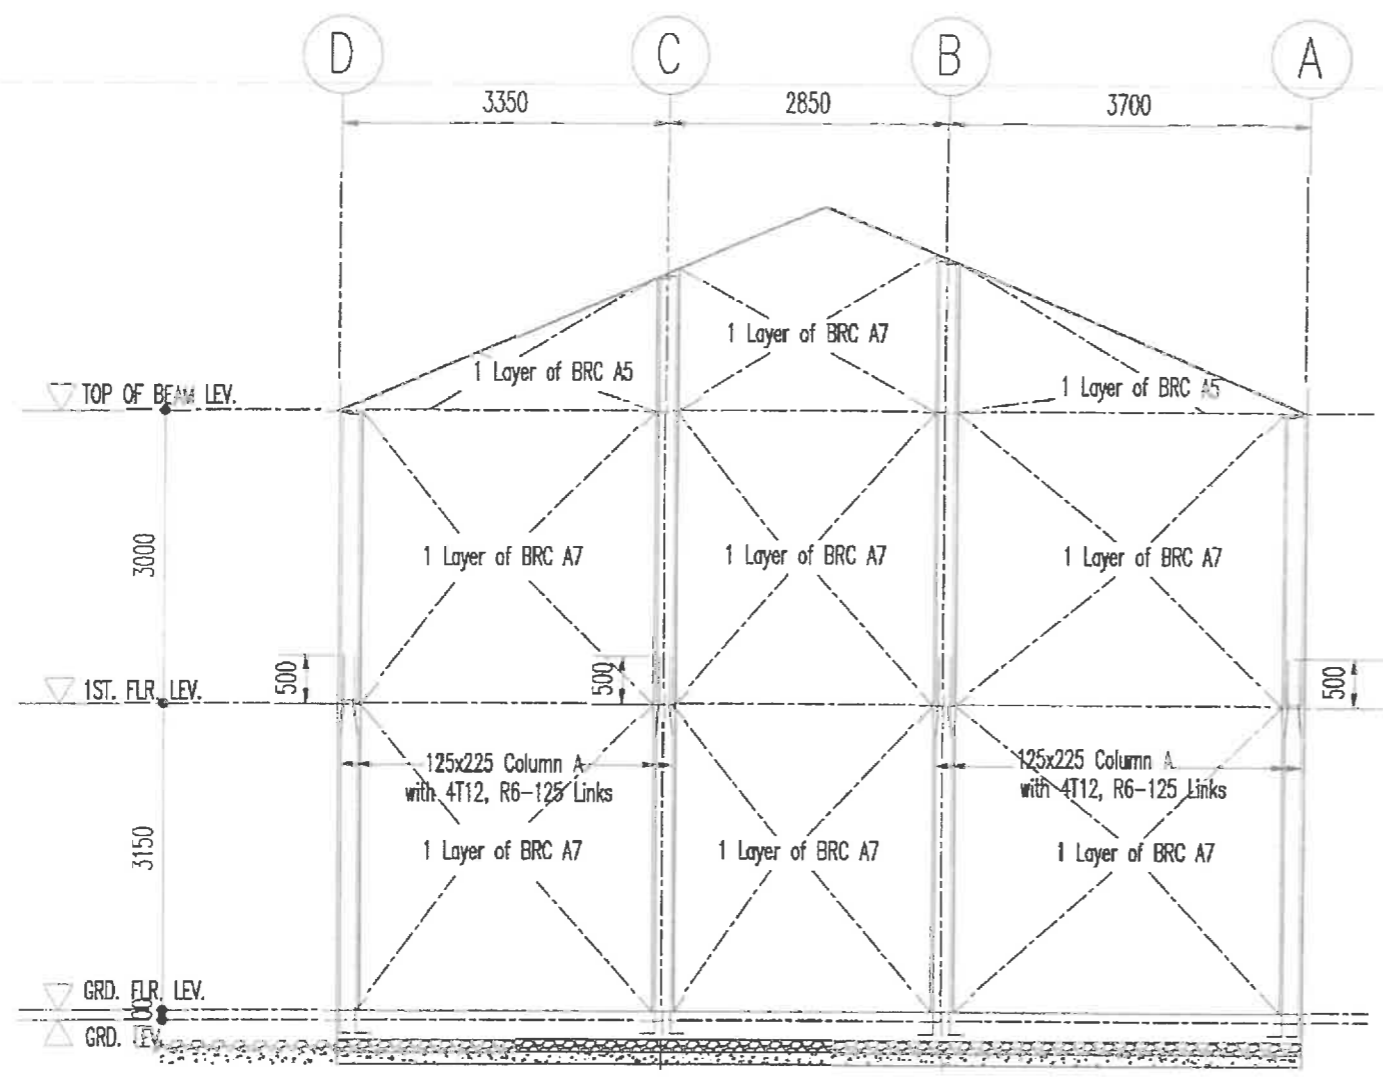 D
C
B
A
3350
2850
3700
1 Layer of BRC A7
1 Layer of BRC A5
1 Layer of BRC A5
TOP OF BEAM LEV.
3000
1 Layer of BRC A7
1 Layer of BRC A7
1 Layer of BRC A7
500
500
500
1ST. FLR. LEV.
125x225 Column A
with 4T12, R6-125 Links
125x225 Column A
with 4T12, R6-125 Links
3150
1 Layer of BRC A7
1 Layer of BRC A7
1 Layer of BRC A7
GRD. FLR. LEV.
GRD. LEV.